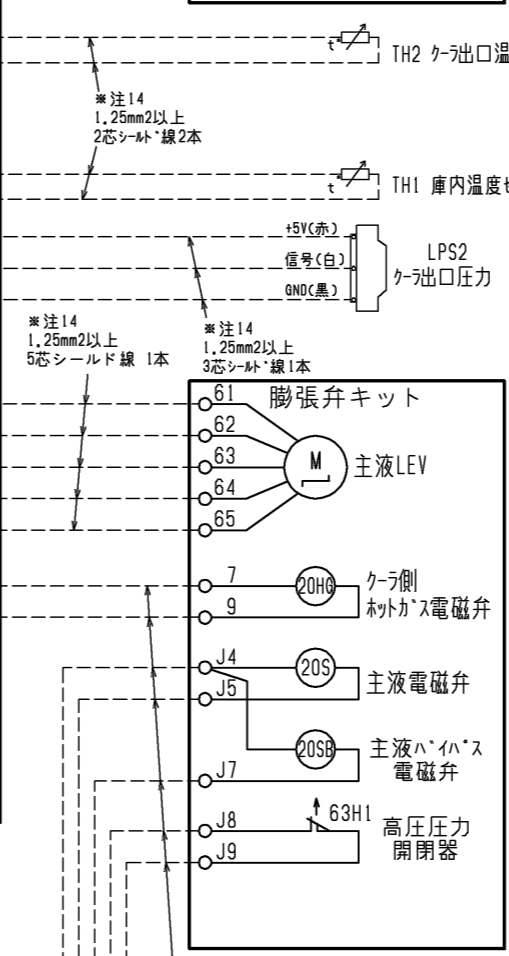 t°
TH2 クーラ出口温
※注14
1.25mm2以上
2芯シールド線2本
t°
TH1 庫内温度
+5V(赤)
信号(白)
GND(黒)
LPS2
クーラ出口圧力
※注14
1.25mm2以上
5芯シールド線 1本
※注14
1.25mm2以上
3芯シールド線1本
膨張弁キット
61
62
63
64
65
M
主液LEV
7
9
20HG
クーラ側
ホットガス電磁弁
J4
J5
20S
主液電磁弁
J7
20SB
主液バイパス
電磁弁
J8
J9
63H1
高圧圧力
開閉器